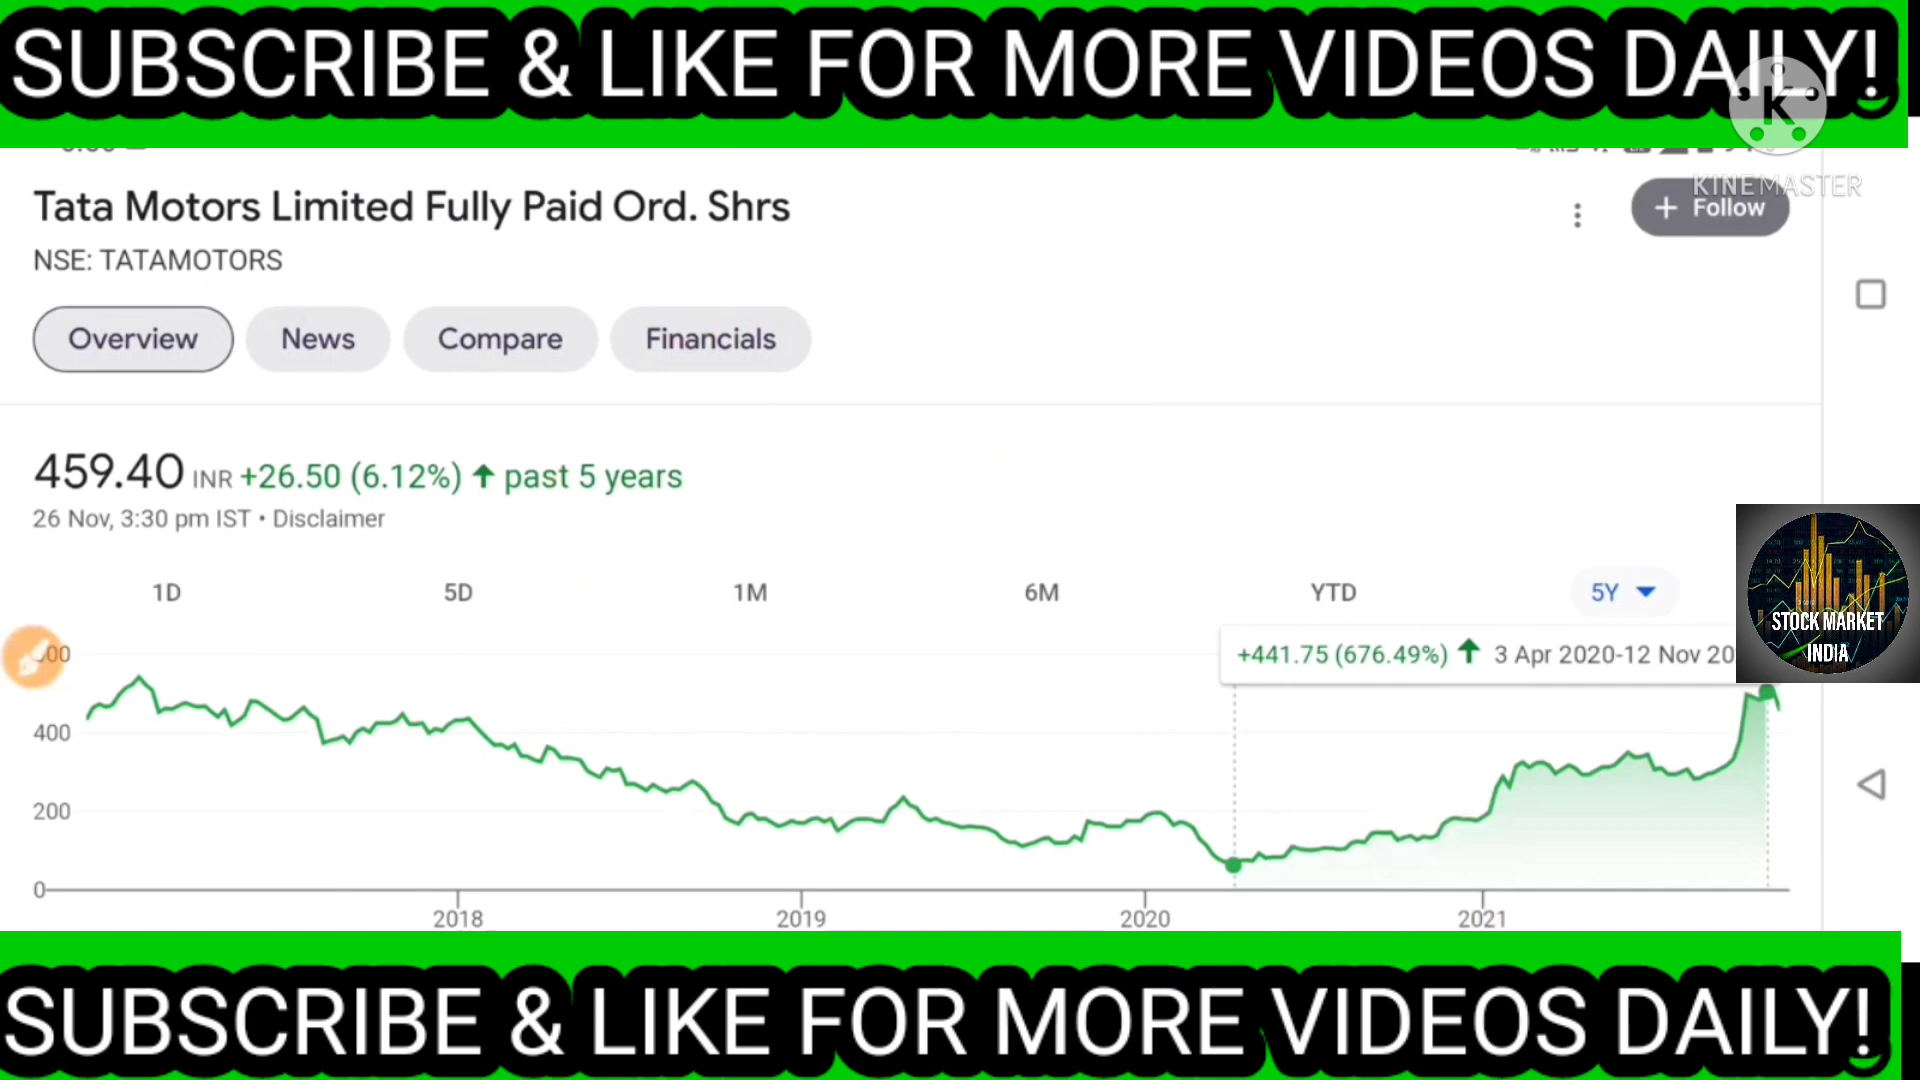 SUBSCRIBE & LIKE FOR MORE VIDEOS DAILY!
KINEMASTER
Tata Motors Limited Fully Paid Ord. Shrs
+ Follow
NSE: TATAMOTORS
Overview News Compare Financials
459.40 INR +26.50 (6.12%) ↑ past 5 years
26 Nov, 3:30 pm IST • Disclaimer
1D 5D 1M 6M YTD 5Y
+441.75 (676.49%) ↑ 3 Apr 2020-12 Nov 20
STOCK MARKET
INDIA
400
200
0
2018 2019 2020 2021
SUBSCRIBE & LIKE FOR MORE VIDEOS DAILY!